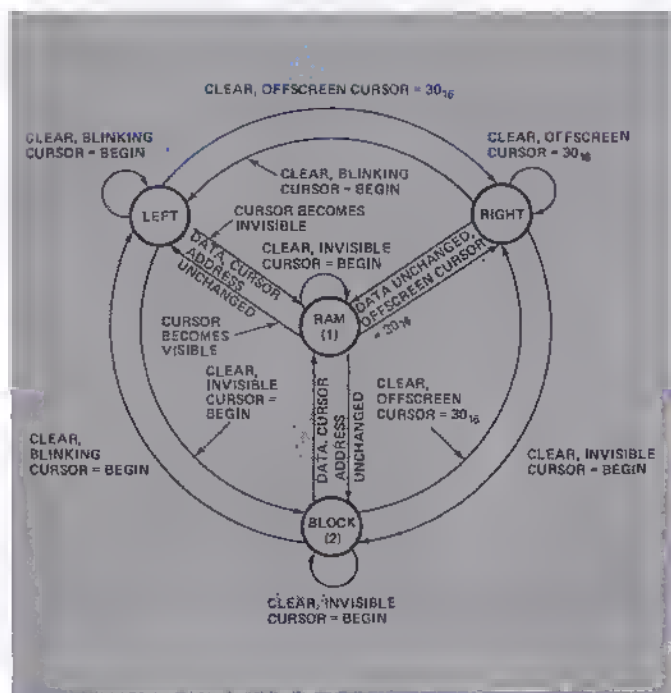 CLEAR, OFFSCREEN CURSOR = 30₁₆
CLEAR, BLINKING
CURSOR = BEGIN
CLEAR, OFFSCREEN
CURSOR = 30₁₆
CLEAR, BLINKING
CURSOR = BEGIN
LEFT
RIGHT
CURSOR BECOMES
INVISIBLE
DATA, CURSOR
ADDRESS
UNCHANGED
CLEAR, INVISIBLE
CURSOR = BEGIN
DATA UNCHANGED,
OFFSCREEN CURSOR
= 30₁₆
RAM
(1)
CURSOR
BECOMES
VISIBLE
CLEAR,
INVISIBLE
CURSOR =
BEGIN
CLEAR,
OFFSCREEN
CURSOR = 30₁₆
DATA, CURSOR
ADDRESS
UNCHANGED
CLEAR,
BLINKING
CURSOR = BEGIN
CLEAR, INVISIBLE
CURSOR = BEGIN
BLOCK
(2)
CLEAR, INVISIBLE
CURSOR = BEGIN